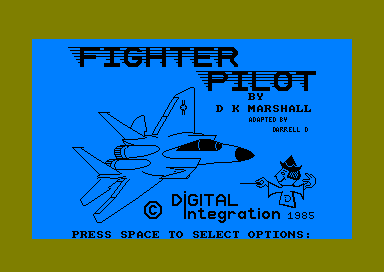 FIGHTER
PILOT
BY
D K MARSHALL
ADAPTED BY
DARRELL D
D
© DIGITAL
Integration 1985
PRESS SPACE TO SELECT OPTIONS: